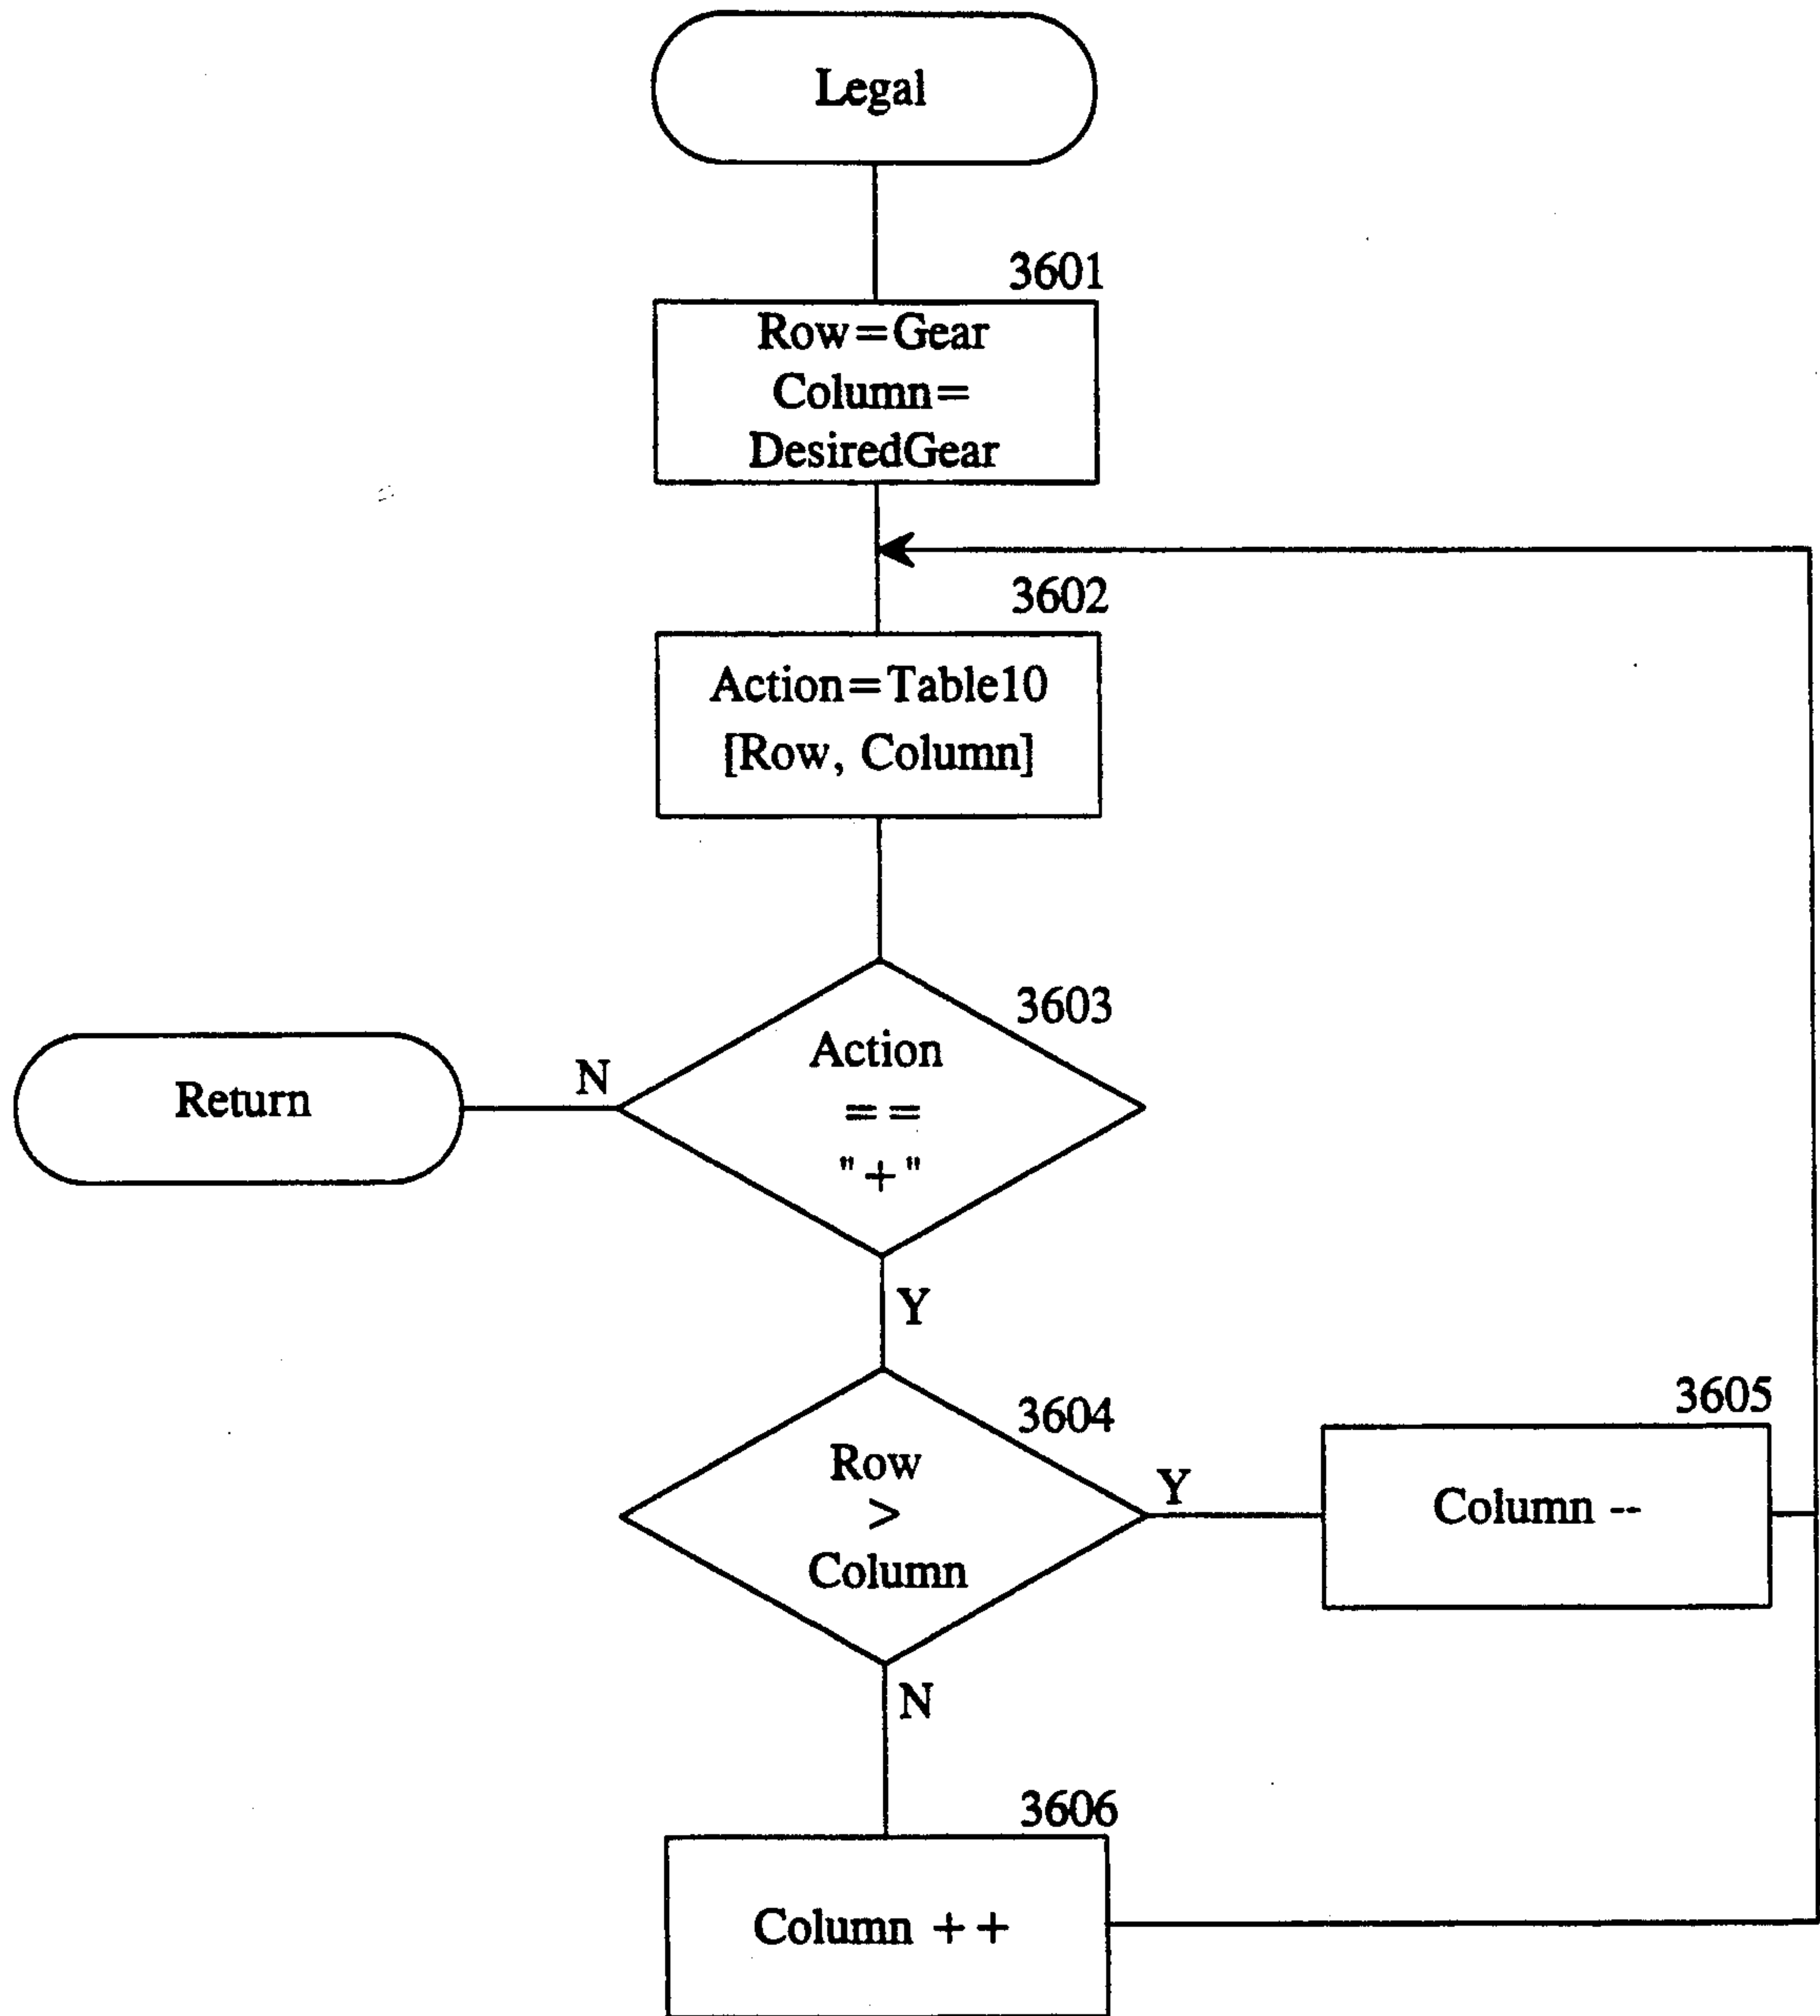 Legal
3601
Row=Gear
Column=
DesiredGear
3602
Action=Table10
[Row, Column]
3603
Action
==
"+"
N
Return
Y
3604
Row
>
Column
Y
3605
Column --
N
3606
Column ++